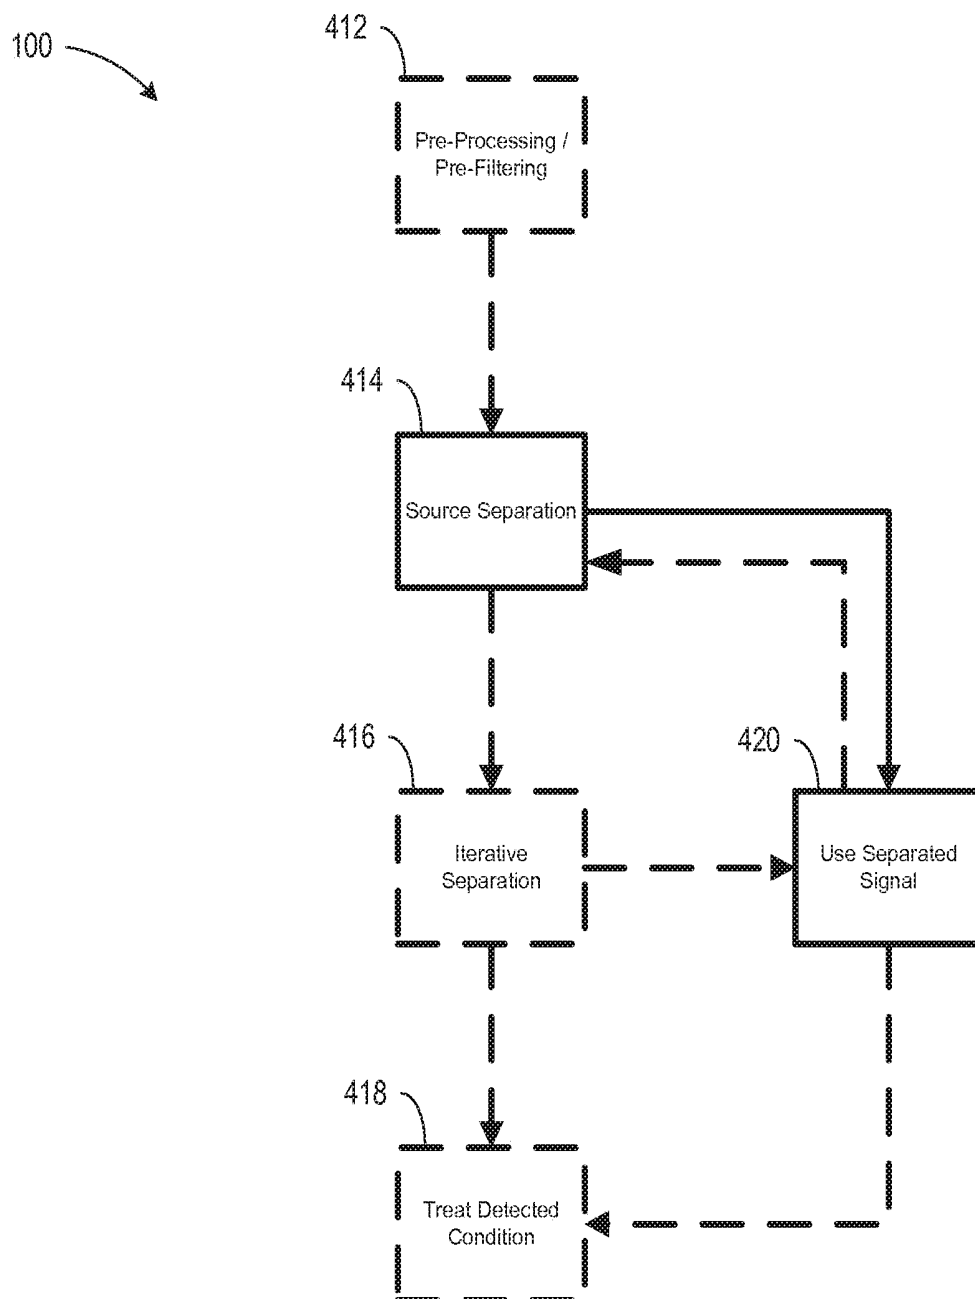 100
412
Pre-Processing /
Pre-Filtering
414
Source Separation
416
Iterative
Separation
420
Use Separated
Signal
418
Treat Detected
Condition